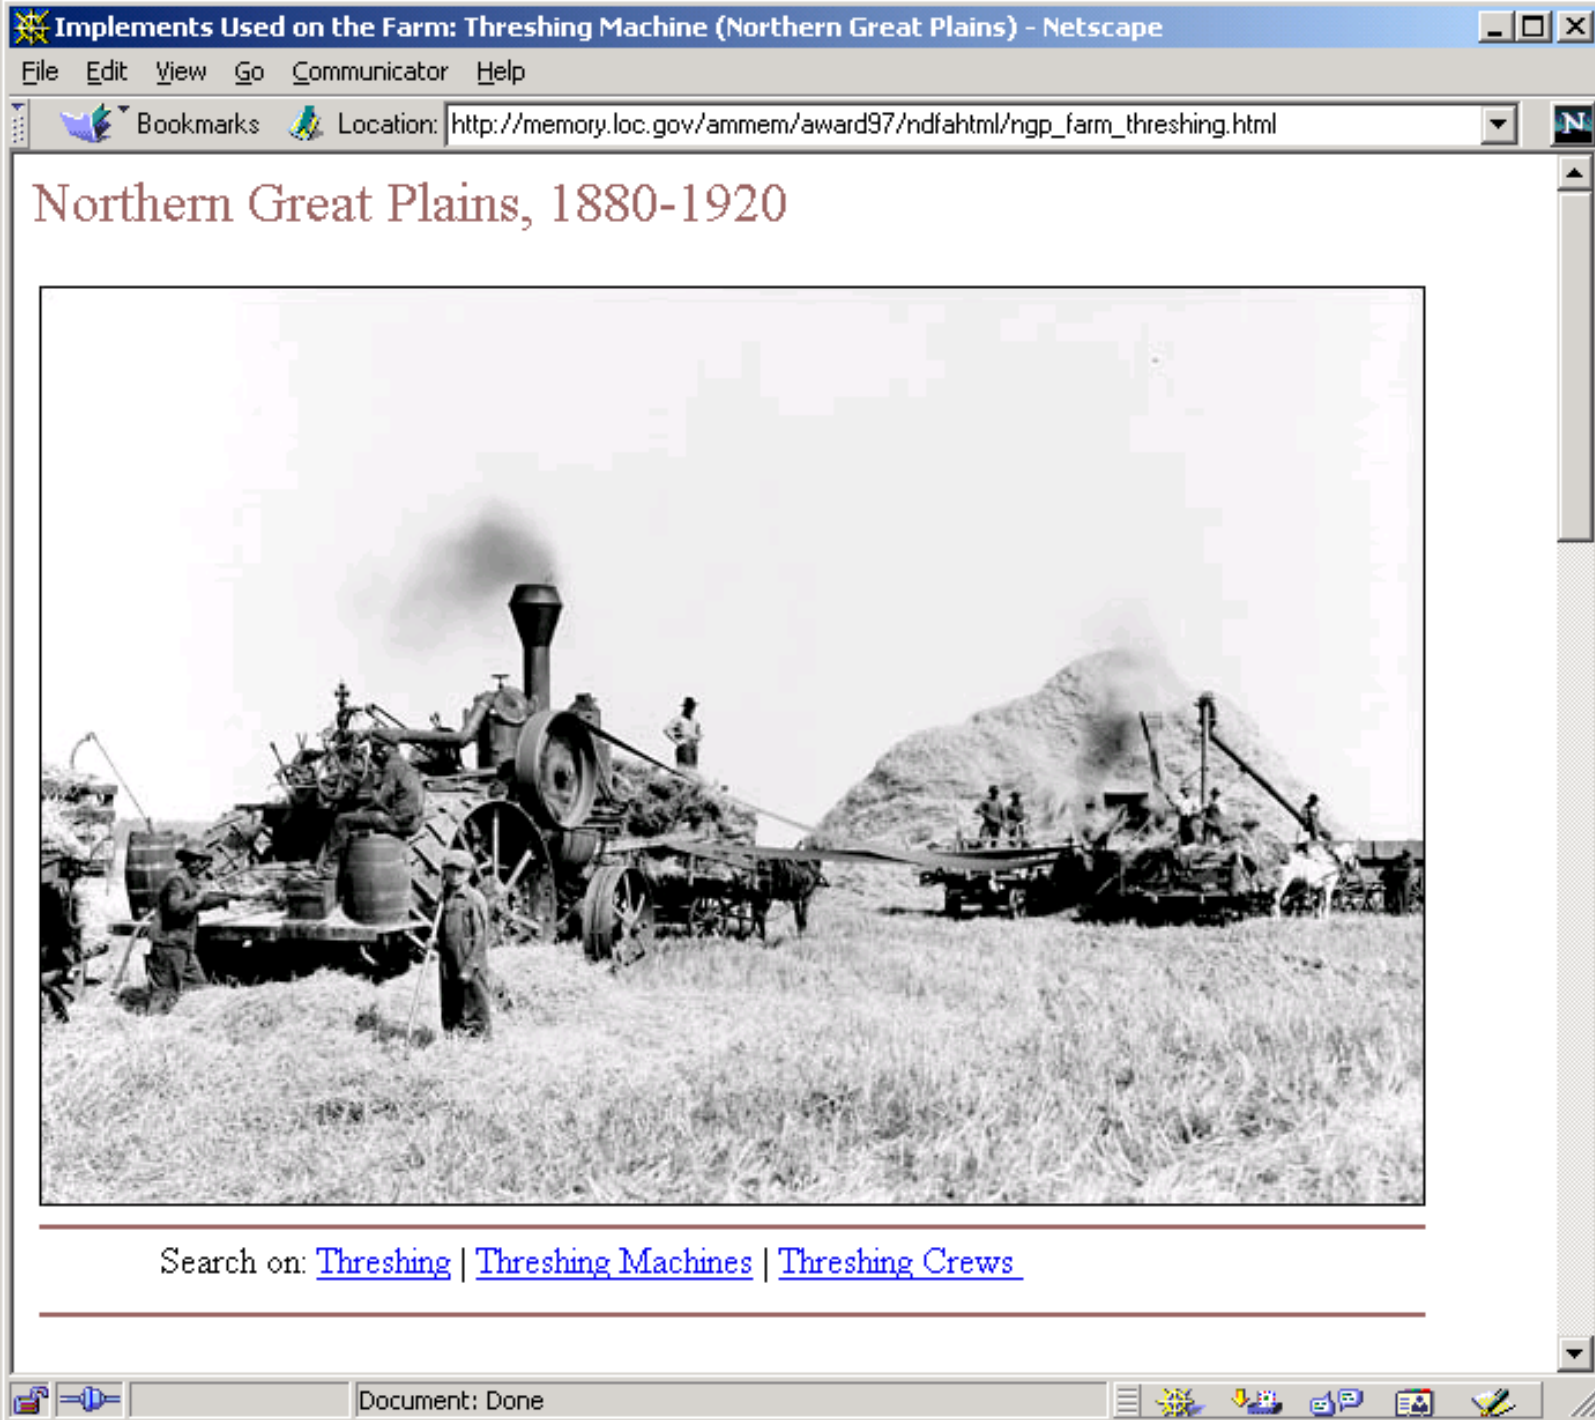 Implements Used on the Farm: Threshing Machine (Northern Great Plains) - Netscape
File Edit View Go Communicator Help
Bookmarks Location: http://memory.loc.gov/ammem/award97/ndfahtml/ngp_farm_threshing.html N
Northern Great Plains, 1880-1920
Search on: Threshing | Threshing Machines | Threshing Crews
Document: Done